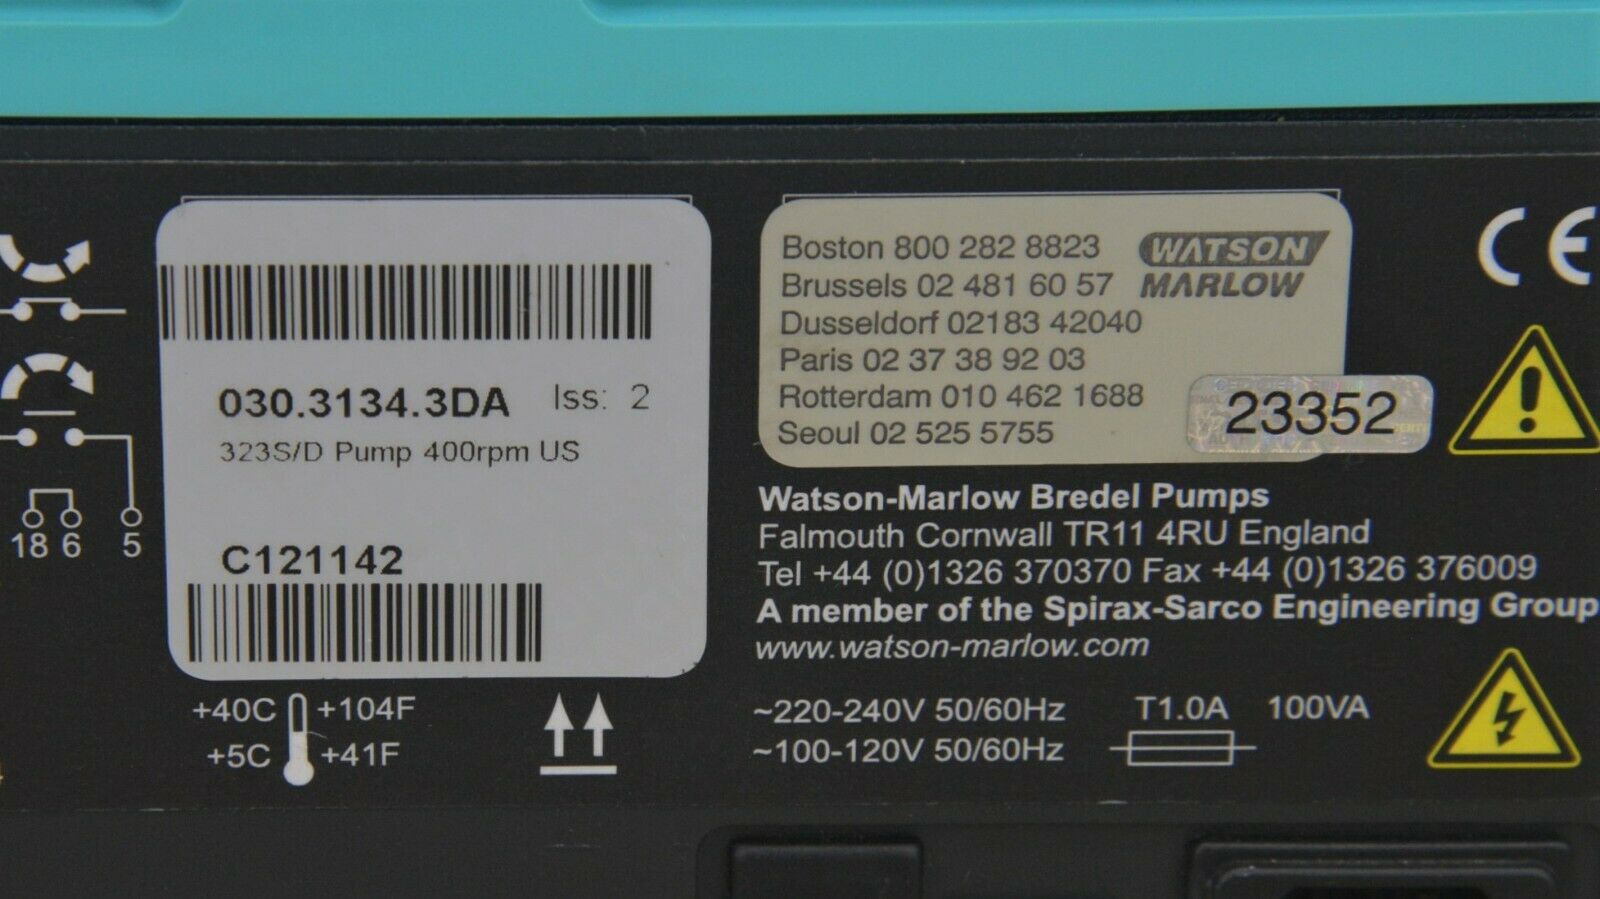 030.3134.3DA Iss: 2
323S/D Pump 400rpm US
C121142
18 6 5
+40C +104F
+5C +41F
Boston 800 282 8823
Brussels 02 481 60 57
Dusseldorf 02183 42040
Paris 02 37 38 92 03
Rotterdam 010 462 1688
Seoul 02 525 5755
WATSON
MARLOW
23352
CE
Watson-Marlow Bredel Pumps
Falmouth Cornwall TR11 4RU England
Tel +44 (0)1326 370370 Fax +44 (0)1326 376009
A member of the Spirax-Sarco Engineering Group
www.watson-marlow.com
~220-240V 50/60Hz T1.0A 100VA
~100-120V 50/60Hz